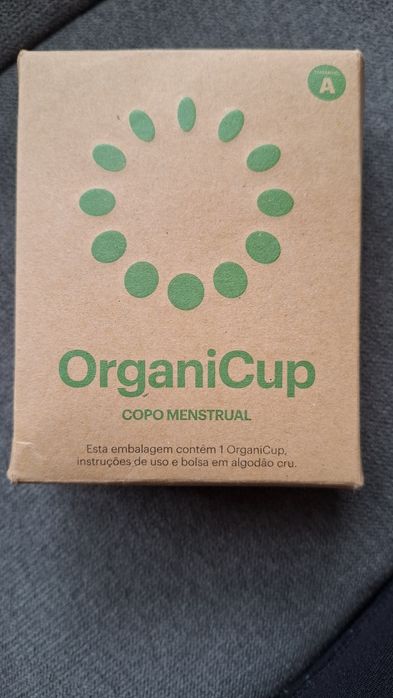 TAMANHO
A
OrganiCup
COPO MENSTRUAL
Esta embalagem contém 1 OrganiCup,
instruções de uso e bolsa em algodão cru.